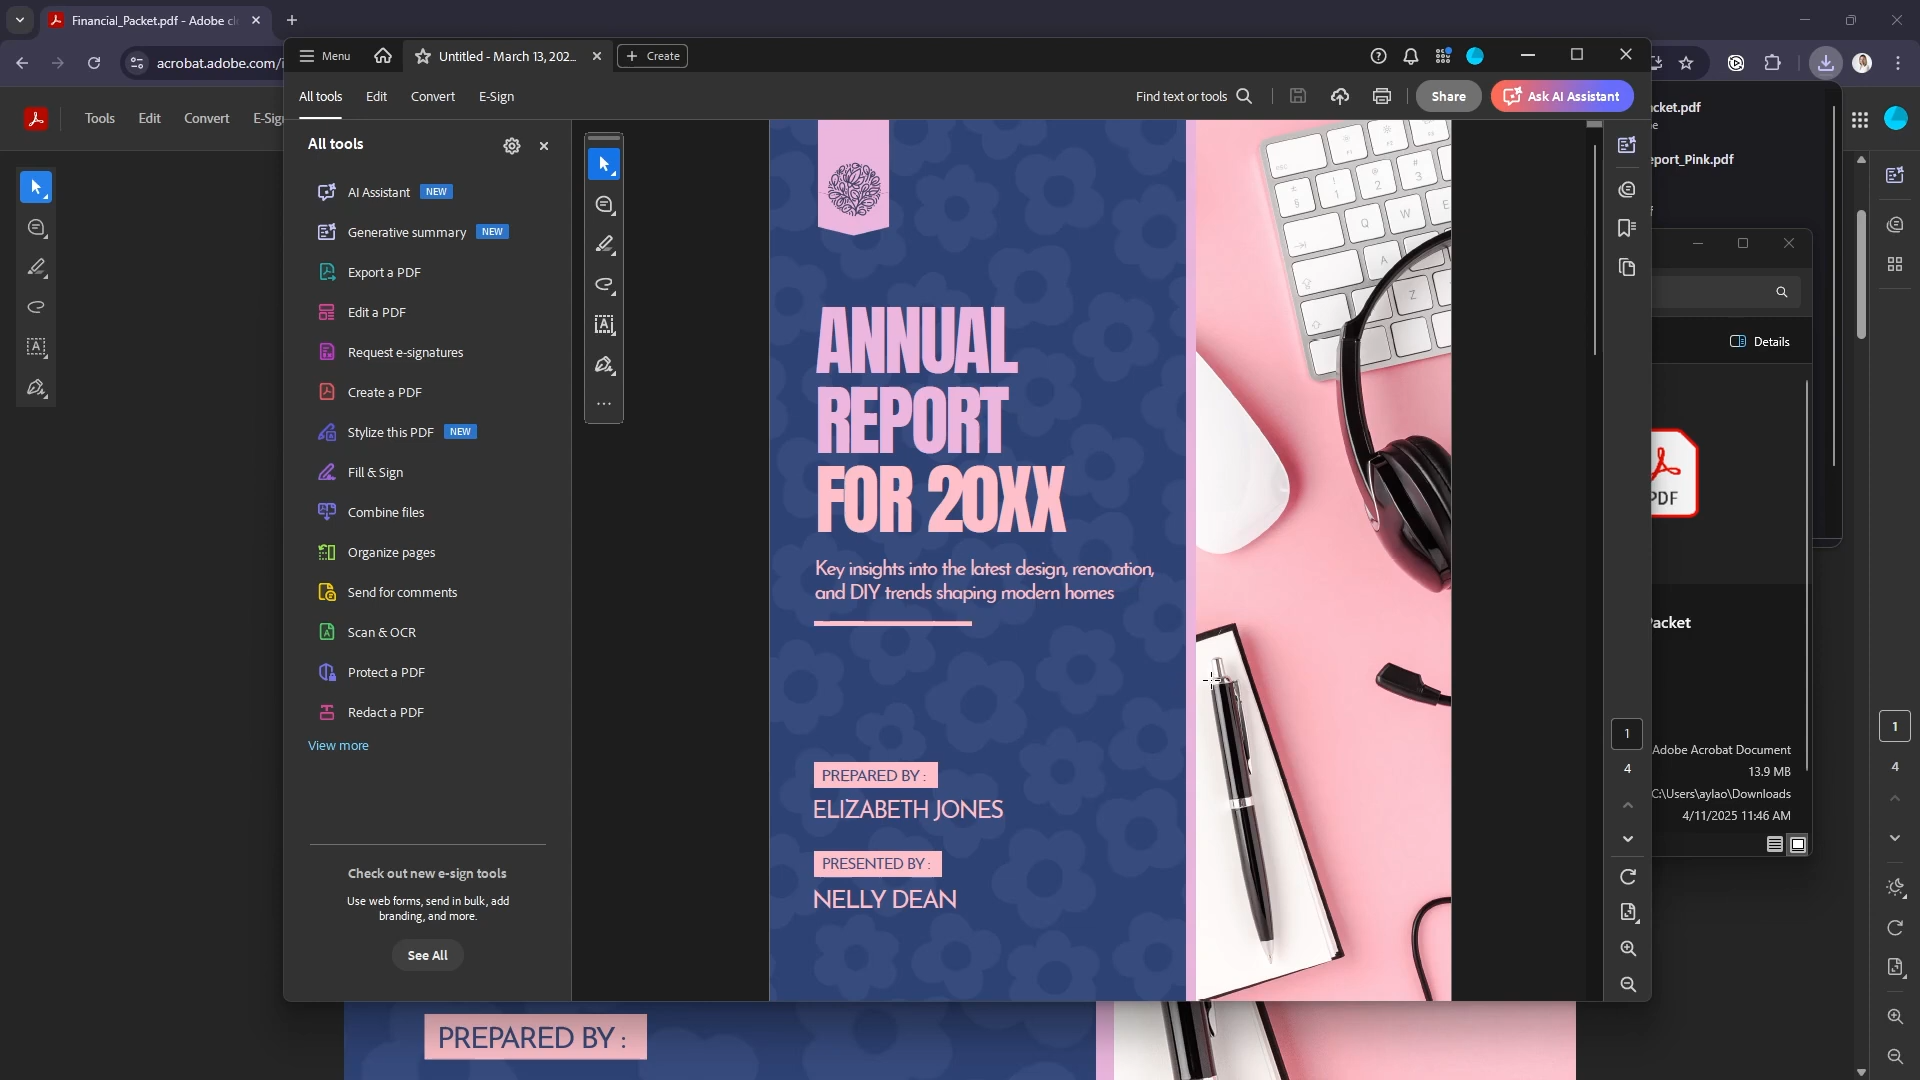 Financial_Packet.pdf - Adobe
acrobat.adobe.com/i
Tools
Edit
Convert
Menu
Untitled - March 13, 202...
Create
All tools
Edit
Convert
E-Sign
Find text or tools
Share
Ask AI Assistant
All tools
AI Assistant NEW
Generative summary NEW
Export a PDF
Edit a PDF
Request e-signatures
Create a PDF
Stylize this PDF NEW
Fill & Sign
Combine files
Organize pages
Send for comments
Scan & OCR
Protect a PDF
Redact a PDF
View more
Check out new e-sign tools
Use web forms, send in bulk, add
branding, and more.
See All
ANNUAL
REPORT
FOR 20XX
Key insights into the latest design, renovation,
and DIY trends shaping modern homes
PREPARED BY :
ELIZABETH JONES
PRESENTED BY :
NELLY DEAN
1
4
cket.pdf
eport_Pink.pdf
Details
PDF
Packet
Adobe Acrobat Document
13.9 MB
C:\Users\aylao\Downloads
4/11/2025 11:46 AM
1
4
PREPARED BY :